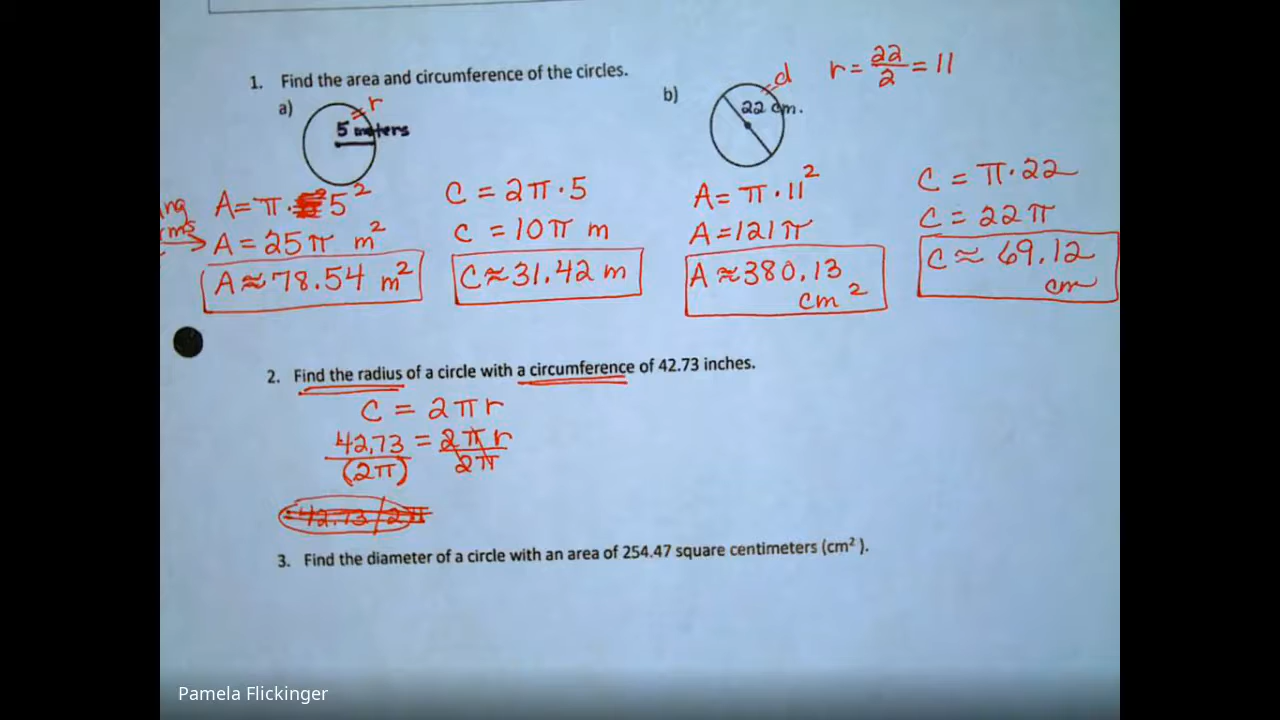 1. Find the area and circumference of the circles.
a)
r
5 meters
A = π · 5²
A = 25π m²
A ≈ 78.54 m²
C = 2π · 5
C = 10π m
C ≈ 31.42 m
b)
d
22 cm.
r = 22/2 = 11
A = π · 11²
A = 121π
A ≈ 380.13
cm²
C = π · 22
C = 22π
C ≈ 69.12
cm
2. Find the radius of a circle with a circumference of 42.73 inches.
C = 2πr
42.73 = 2πr
(2π) 2π
42.73/2π
3. Find the diameter of a circle with an area of 254.47 square centimeters (cm²).
Pamela Flickinger